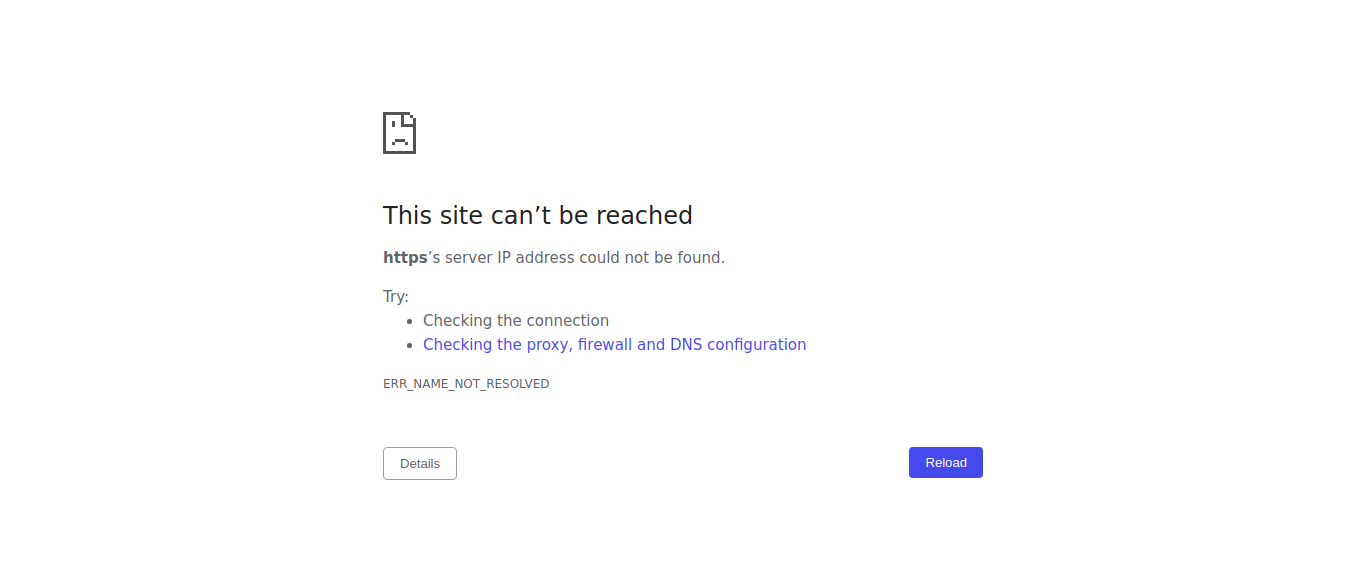 This site can’t be reached
https’s server IP address could not be found.
Try:
Checking the connection
Checking the proxy, firewall and DNS configuration
ERR_NAME_NOT_RESOLVED
Details
Reload